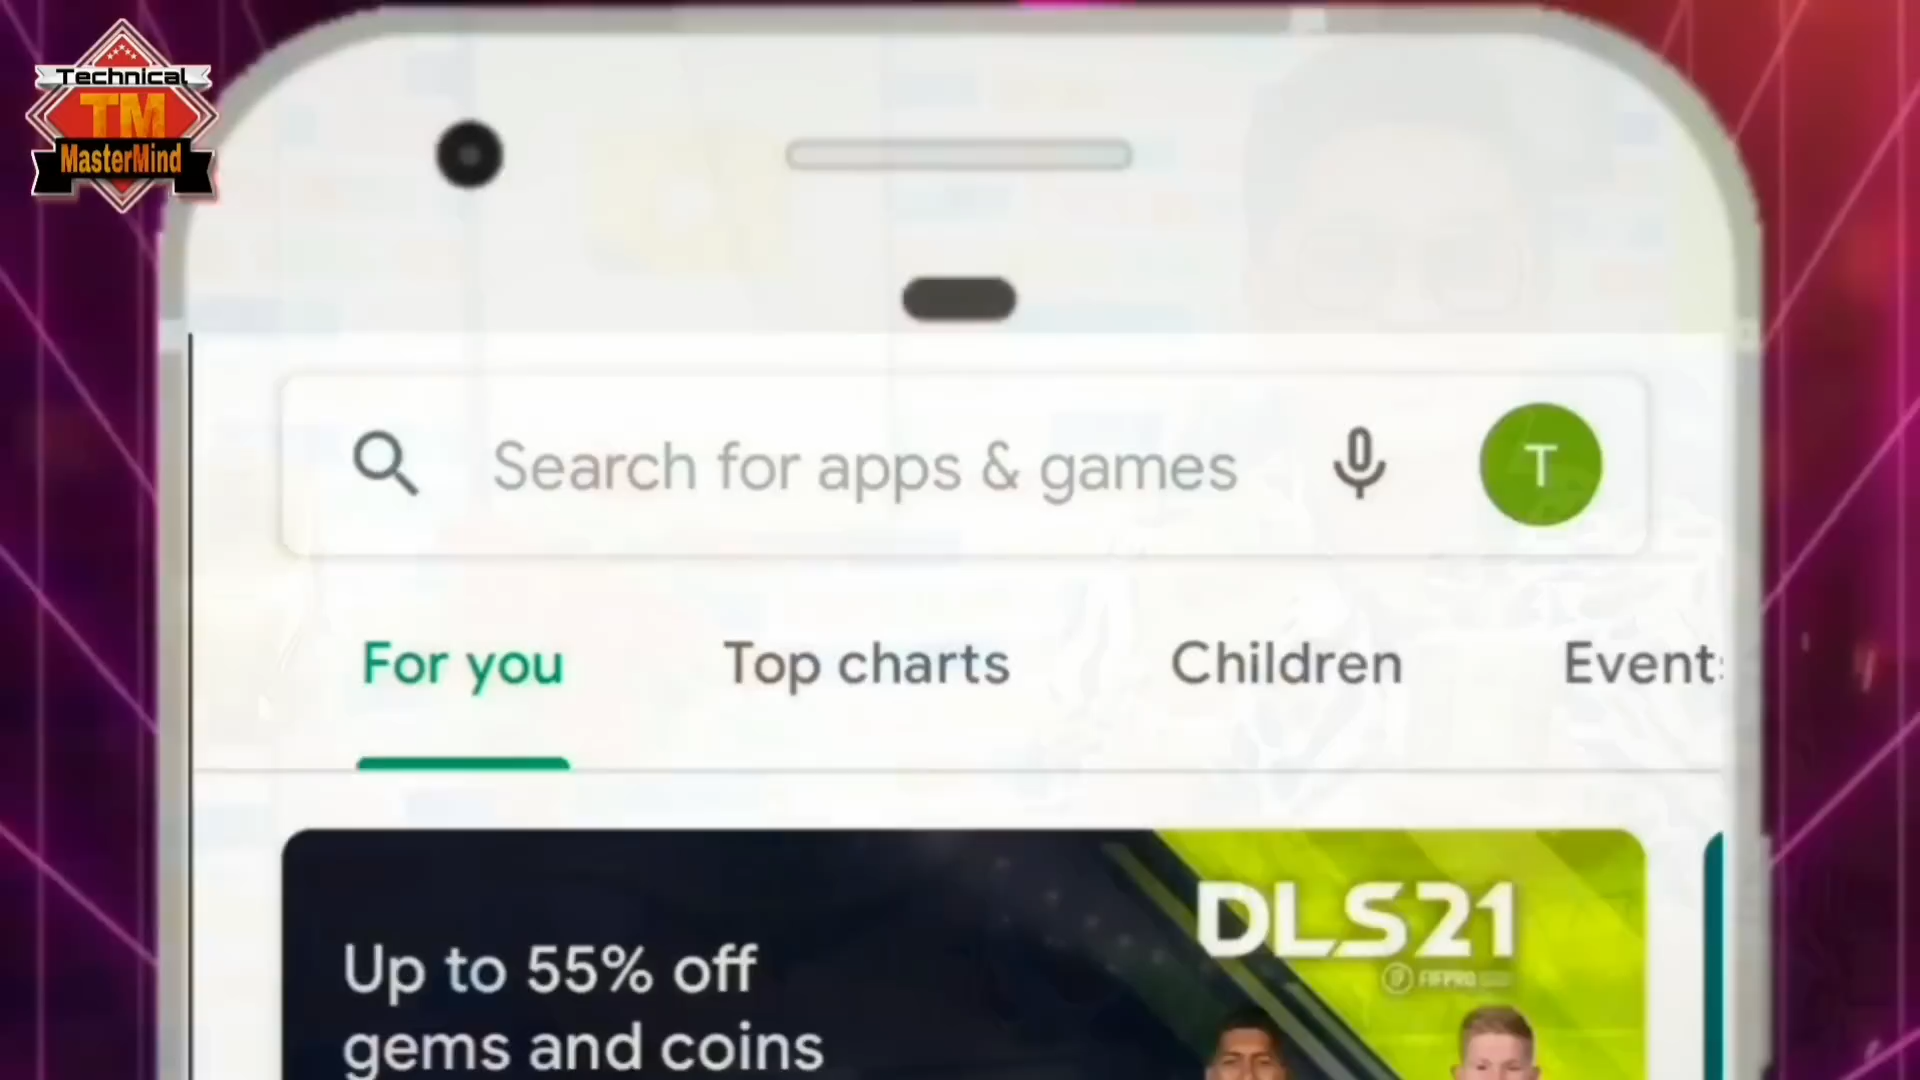 Technical
TM
MasterMind
Search for apps & games
T
For you
Top charts
Children
Event
DLS21
FIFPRO
Up to 55% off
gems and coins